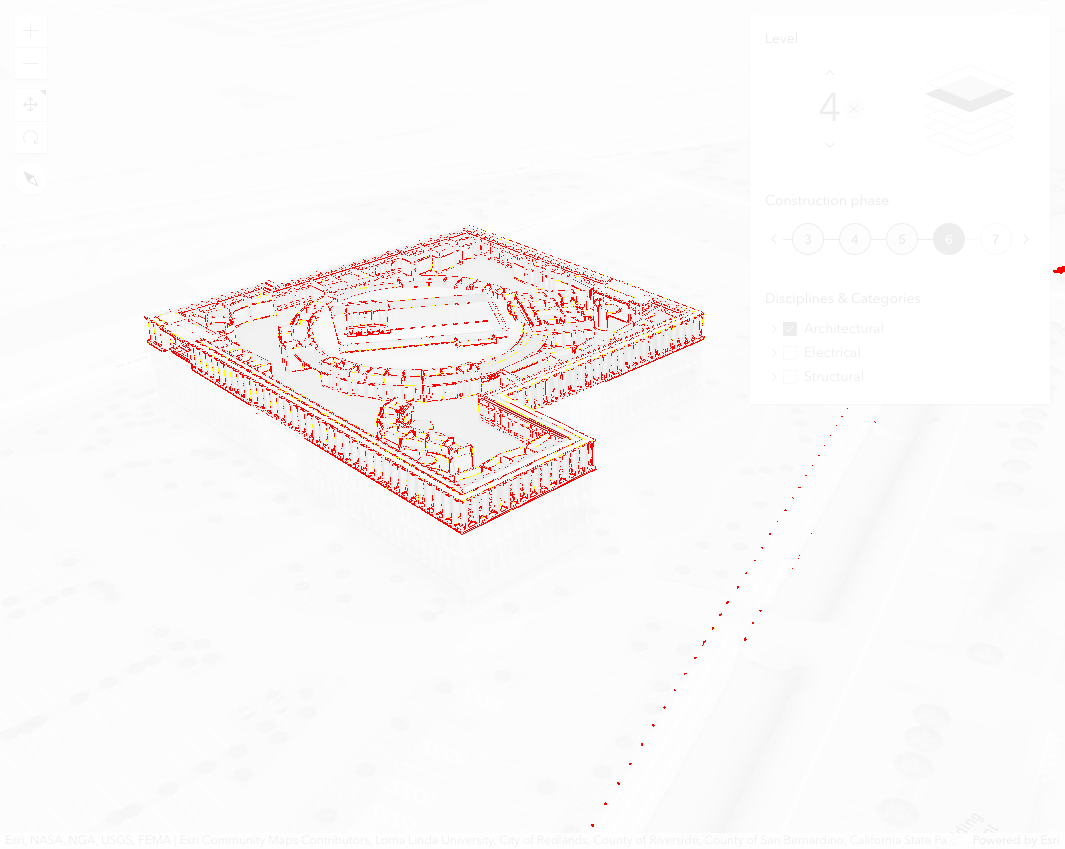 Level
4
Construction phase
3 4 5 6 7
Disciplines & Categories
Architectural
Electrical
Structural
Esri, NASA, NGA, USGS, FEMA | Esri Community Maps Contributors, Loma Linda University, City of Redlands, County of Riverside, County of San Bernardino, California State Pa...
Powered by Esri